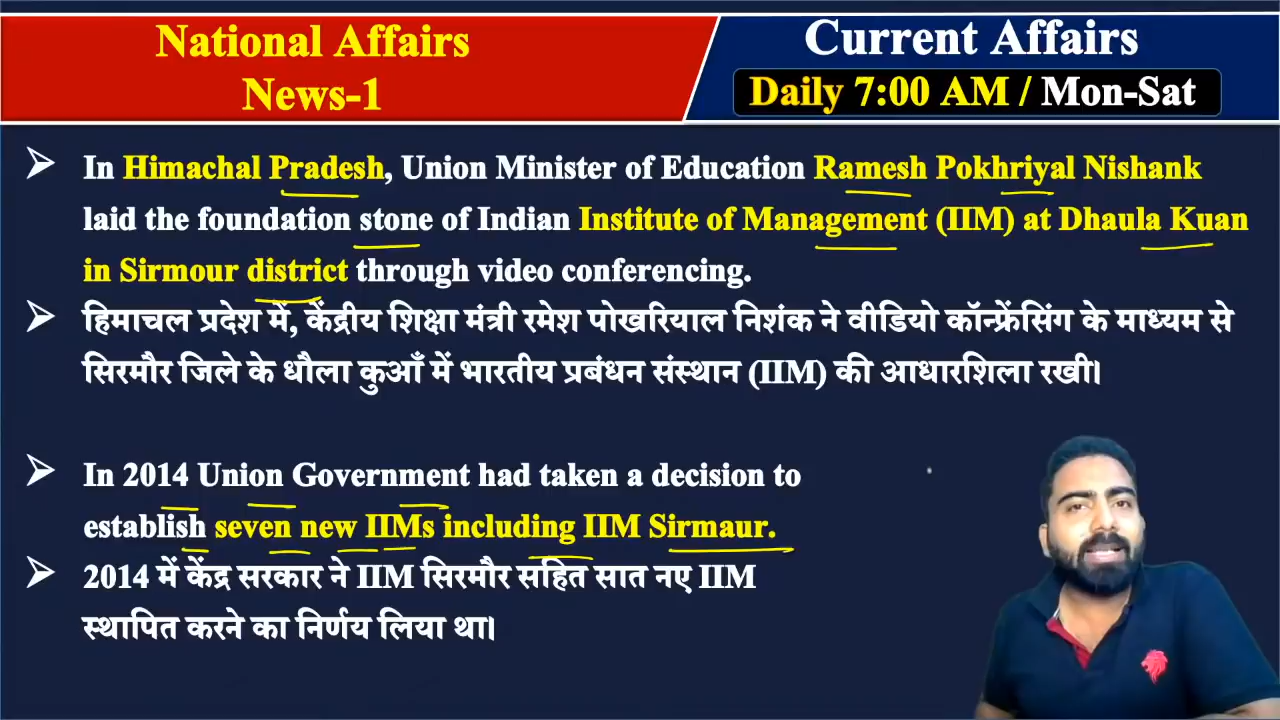 National Affairs
News-1
Current Affairs
Daily 7:00 AM / Mon-Sat
In Himachal Pradesh, Union Minister of Education Ramesh Pokhriyal Nishank
laid the foundation stone of Indian Institute of Management (IIM) at Dhaula Kuan
in Sirmour district through video conferencing.
हिमाचल प्रदेश में, केंद्रीय शिक्षा मंत्री रमेश पोखरियाल निशंक ने वीडियो कॉन्फ्रेंसिंग के माध्यम से
सिरमौर जिले के धौला कुआँ में भारतीय प्रबंधन संस्थान (IIM) की आधारशिला रखी।
In 2014 Union Government had taken a decision to
establish seven new IIMs including IIM Sirmaur.
2014 में केंद्र सरकार ने IIM सिरमौर सहित सात नए IIM
स्थापित करने का निर्णय लिया था।